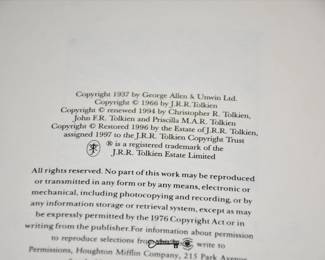 Copyright 1937 by George Allen & Unwin Ltd.
Copyright © 1966 by J.R.R. Tolkien
Copyright © renewed 1994 by Christopher R. Tolkien,
John F.R. Tolkien and Priscilla M.A.R. Tolkien
Copyright © Restored 1996 by the Estate of J.R.R. Tolkien,
assigned 1997 to the J.R.R. Tolkien Copyright Trust
® is a registered trademark of the
J.R.R. Tolkien Estate Limited
All rights reserved. No part of this work may be reproduced
or transmitted in any form or by any means, electronic or
mechanical, including photocopying and recording, or by
any information storage or retrieval system, except as may
be expressly permitted by the 1976 Copyright Act or in
writing from the publisher. For information about permission
to reproduce selections from write to
Permissions, Houghton Mifflin Company, 215 Park Avenue